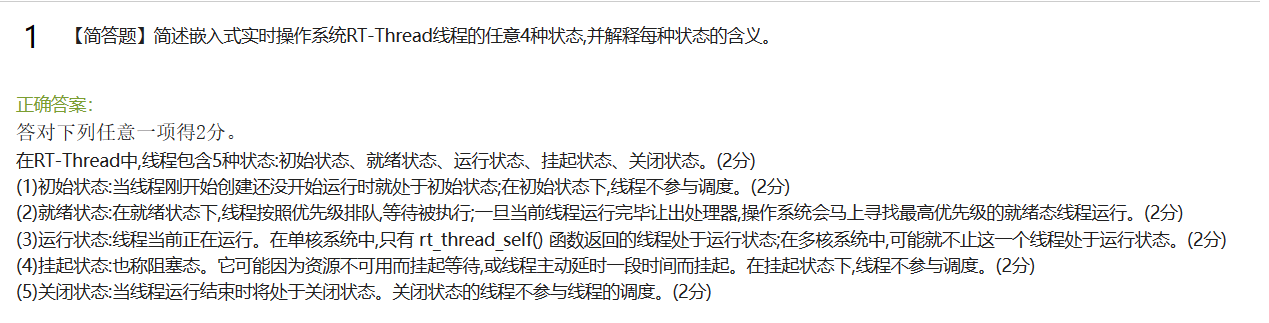 1 【简答题】简述嵌入式实时操作系统RT-Thread线程的任意4种状态,并解释每种状态的含义。
正确答案:
答对下列任意一项得2分。
在RT-Thread中,线程包含5种状态:初始状态、就绪状态、运行状态、挂起状态、关闭状态。(2分)
(1)初始状态:当线程刚开始创建还没开始运行时就处于初始状态;在初始状态下,线程不参与调度。(2分)
(2)就绪状态:在就绪状态下,线程按照优先级排队,等待被执行;一旦当前线程运行完毕让出处理器,操作系统会马上寻找最高优先级的就绪态线程运行。(2分)
(3)运行状态:线程当前正在运行。在单核系统中,只有 rt_thread_self() 函数返回的线程处于运行状态;在多核系统中,可能就不止这一个线程处于运行状态。(2分)
(4)挂起状态:也称阻塞态。它可能因为资源不可用而挂起等待,或线程主动延时一段时间而挂起。在挂起状态下,线程不参与调度。(2分)
(5)关闭状态:当线程运行结束时将处于关闭状态。关闭状态的线程不参与线程的调度。(2分)